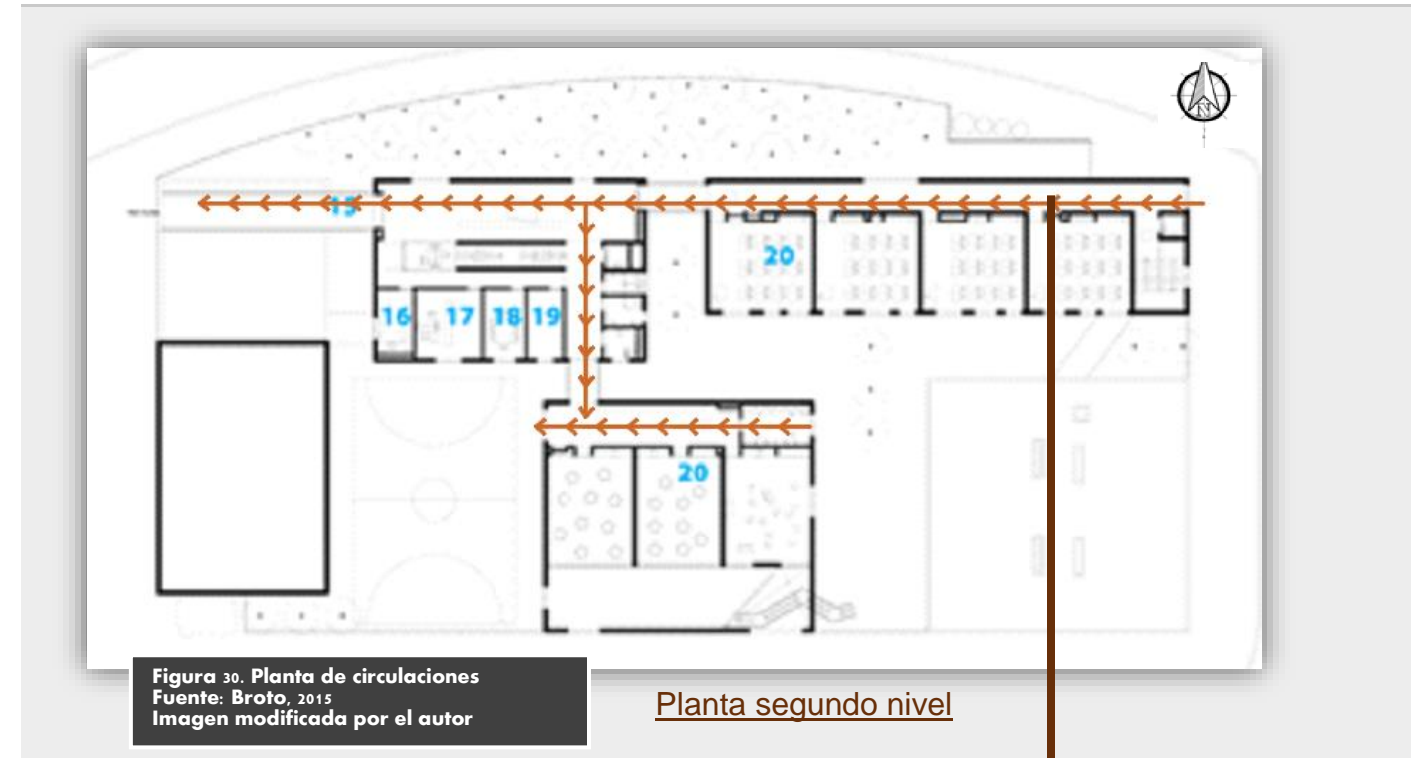 N
15
20
16 17 18 19
20
Figura 30. Planta de circulaciones
Fuente: Broto, 2015
Imagen modificada por el autor
Planta segundo nivel